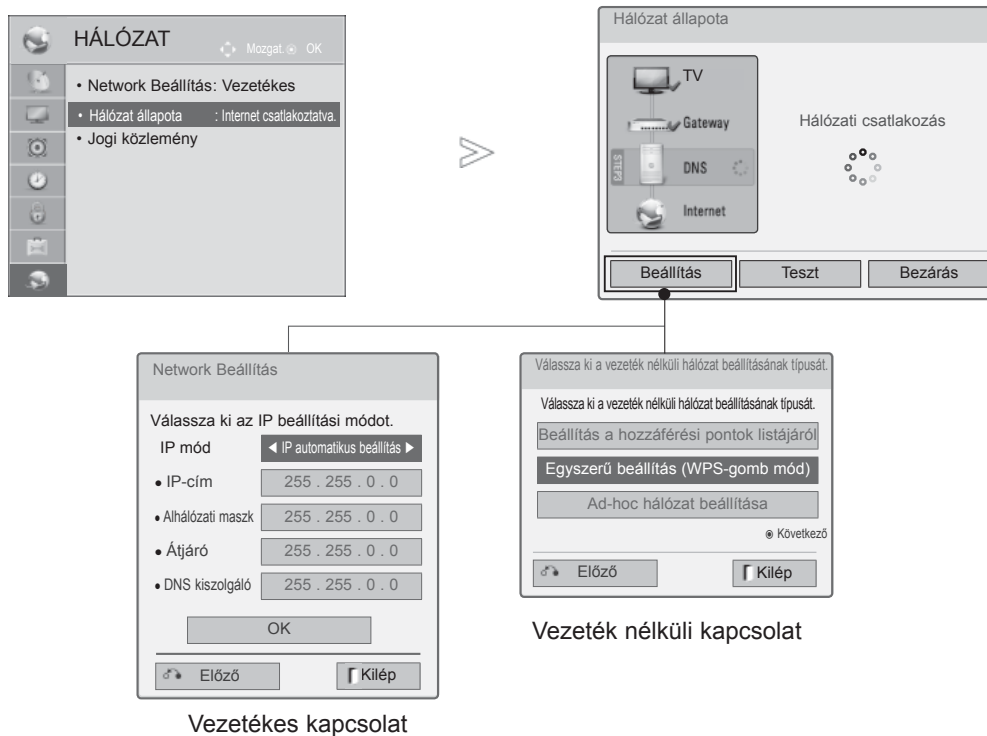 HÁLÓZAT
Mozgat. OK
• Network Beállítás: Vezetékes
• Hálózat állapota : Internet csatlakoztatva.
• Jogi közlemény
Hálózat állapota
TV
Gateway
STEP3
DNS
Internet
Hálózati csatlakozás
Beállítás Teszt Bezárás
Network Beállítás
Válassza ki az IP beállítási módot.
IP mód ◀ IP automatikus beállítás ▶
• IP-cím 255 . 255 . 0 . 0
• Alhálózati maszk 255 . 255 . 0 . 0
• Átjáró 255 . 255 . 0 . 0
• DNS kiszolgáló 255 . 255 . 0 . 0
OK
Előző Kilép
Vezetékes kapcsolat
Válassza ki a vezeték nélküli hálózat beállításának típusát.
Válassza ki a vezeték nélküli hálózat beállításának típusát.
Beállítás a hozzáférési pontok listájáról
Egyszerű beállítás (WPS-gomb mód)
Ad-hoc hálózat beállítása
Következő
Előző Kilép
Vezeték nélküli kapcsolat